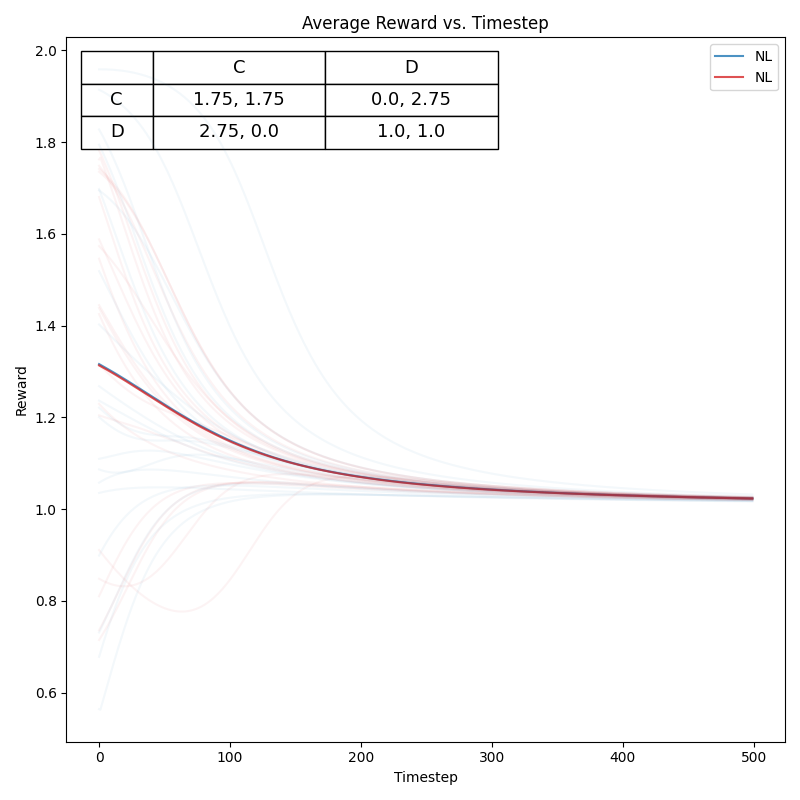 Average Reward vs. Timestep
2.0
1.8
1.6
1.4
1.2
1.0
0.8
0.6
Reward
C D
C 1.75, 1.75 0.0, 2.75
D 2.75, 0.0 1.0, 1.0
NL
NL
0 100 200 300 400 500
Timestep